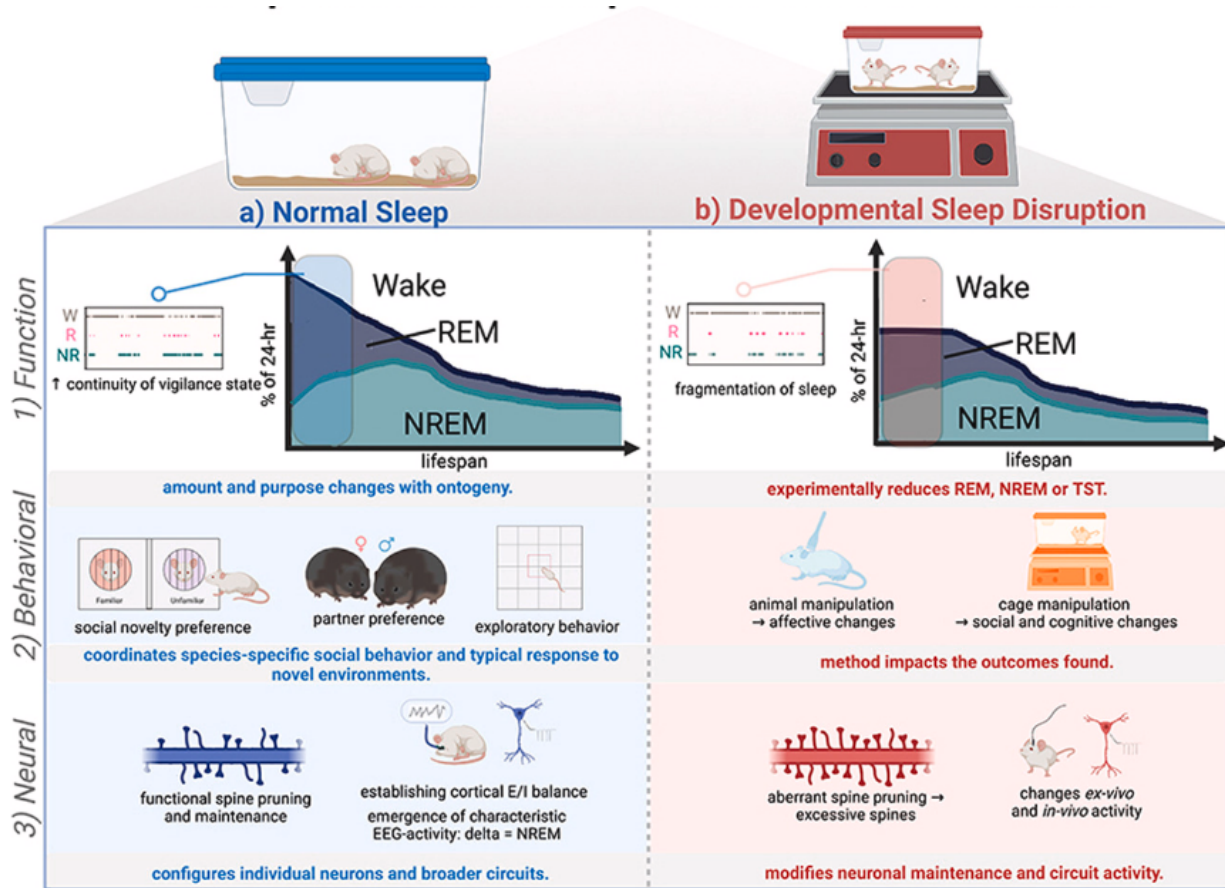 a) Normal Sleep
b) Developmental Sleep Disruption
1) Function
W
R
NR
↑ continuity of vigilance state
% of 24-hr
Wake
REM
NREM
lifespan
amount and purpose changes with ontogeny.
W
R
NR
fragmentation of sleep
% of 24-hr
Wake
REM
NREM
lifespan
experimentally reduces REM, NREM or TST.
2) Behavioral
Familiar
Unfamiliar
social novelty preference
♀ ♂
partner preference
exploratory behavior
coordinates species-specific social behavior and typical response to
novel environments.
animal manipulation
→ affective changes
cage manipulation
→ social and cognitive changes
method impacts the outcomes found.
3) Neural
functional spine pruning
and maintenance
establishing cortical E/I balance
emergence of characteristic
EEG-activity: delta = NREM
configures individual neurons and broader circuits.
aberrant spine pruning →
excessive spines
changes ex-vivo
and in-vivo activity
modifies neuronal maintenance and circuit activity.